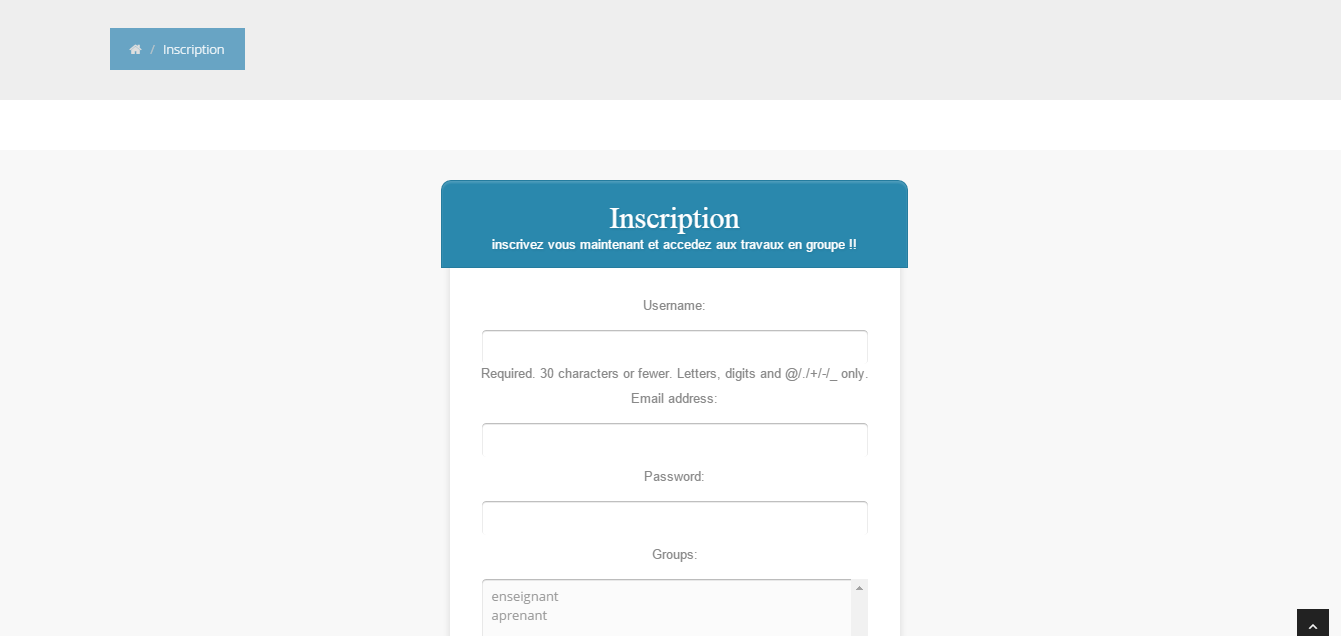 / Inscription
Inscription
inscrivez vous maintenant et accedez aux travaux en groupe !!
Username:
Required. 30 characters or fewer. Letters, digits and @/./+/-/_ only.
Email address:
Password:
Groups:
enseignant
aprenant